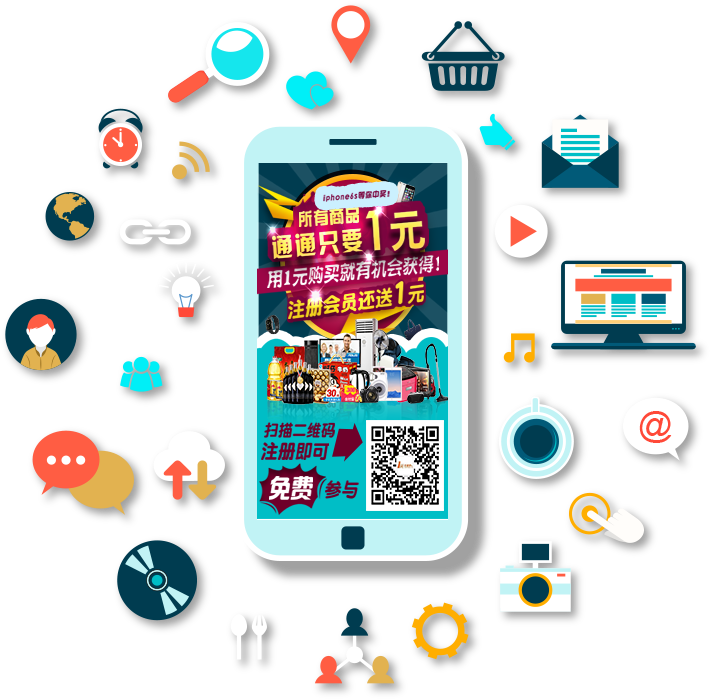 iphone6s等你中奖!
所有商品
通通只要1元
用1元购买就有机会获得!
注册会员还送1元
扫描二维码
注册即可
免费参与
@